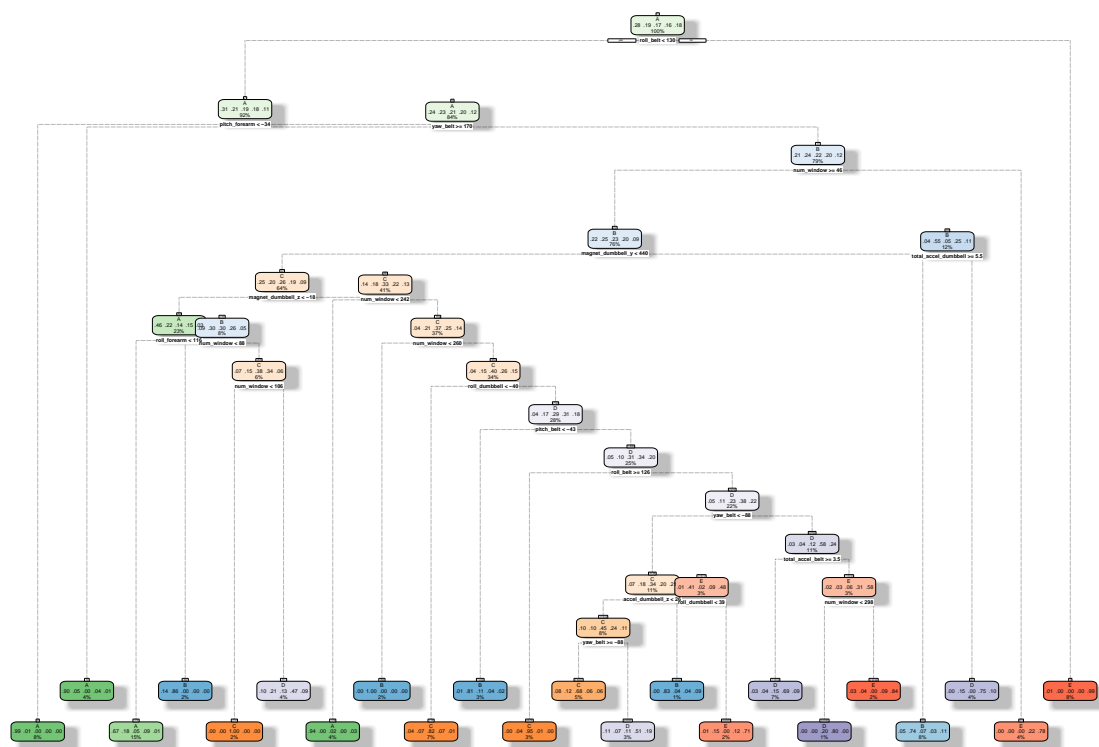 A
.28 .19 .17 .16 .18
100%
roll_belt < 130
A
.31 .21 .19 .18 .11
92%
pitch_forearm < −34
A
.24 .23 .21 .20 .12
84%
yaw_belt >= 170
B
.21 .24 .22 .20 .12
79%
num_window >= 46
B
.22 .25 .23 .20 .09
76%
magnet_dumbbell_y < 440
B
.04 .55 .05 .25 .11
12%
total_accel_dumbbell >= 5.5
C
.25 .20 .26 .19 .09
64%
magnet_dumbbell_z < −18
C
.14 .18 .33 .22 .13
41%
num_window < 242
A
.46 .22 .14 .15
23%
roll_forearm <
B
.30 .30 .26 .05
8%
num_window < 88
C
.04 .21 .37 .25 .14
37%
num_window < 260
C
.07 .15 .38 .34 .06
6%
num_window < 106
C
.04 .15 .40 .26 .15
34%
roll_dumbbell < −40
D
.04 .17 .29 .31 .18
28%
pitch_belt < −43
D
.05 .10 .31 .34 .20
25%
roll_belt >= 126
D
.05 .11 .23 .38 .22
22%
yaw_belt < −88
D
.03 .04 .12 .58 .24
11%
total_accel_belt >= 3.5
C
.07 .18 .34 .20
11%
accel_dumbbell_z <
E
.01 .41 .02 .09 .48
3%
roll_dumbbell < 39
E
.02 .03 .06 .31 .58
3%
num_window < 298
C
.10 .10 .45 .24 .11
8%
yaw_belt >= −88
A
.90 .05 .00 .04 .01
4%
B
.14 .86 .00 .00 .00
2%
D
.10 .21 .13 .47 .09
4%
B
.00 1.00 .00 .00 .00
2%
B
.01 .81 .11 .04 .02
3%
C
.08 .12 .68 .06 .06
5%
B
.00 .83 .04 .04 .09
1%
D
.03 .04 .15 .69 .09
7%
E
.03 .04 .00 .09 .84
2%
D
.00 .15 .00 .75 .10
4%
E
.01 .00 .00 .00 .99
8%
A
.99 .01 .00 .00 .00
8%
A
.67 .18 .05 .09 .01
15%
C
.00 .00 1.00 .00 .00
2%
A
.94 .00 .02 .00 .03
4%
C
.04 .07 .82 .07 .01
7%
C
.00 .04 .95 .01 .00
3%
D
.11 .07 .11 .51 .19
3%
E
.01 .15 .00 .12 .71
2%
D
.00 .00 .20 .80 .00
1%
B
.05 .74 .07 .03 .11
8%
E
.00 .00 .00 .22 .78
4%